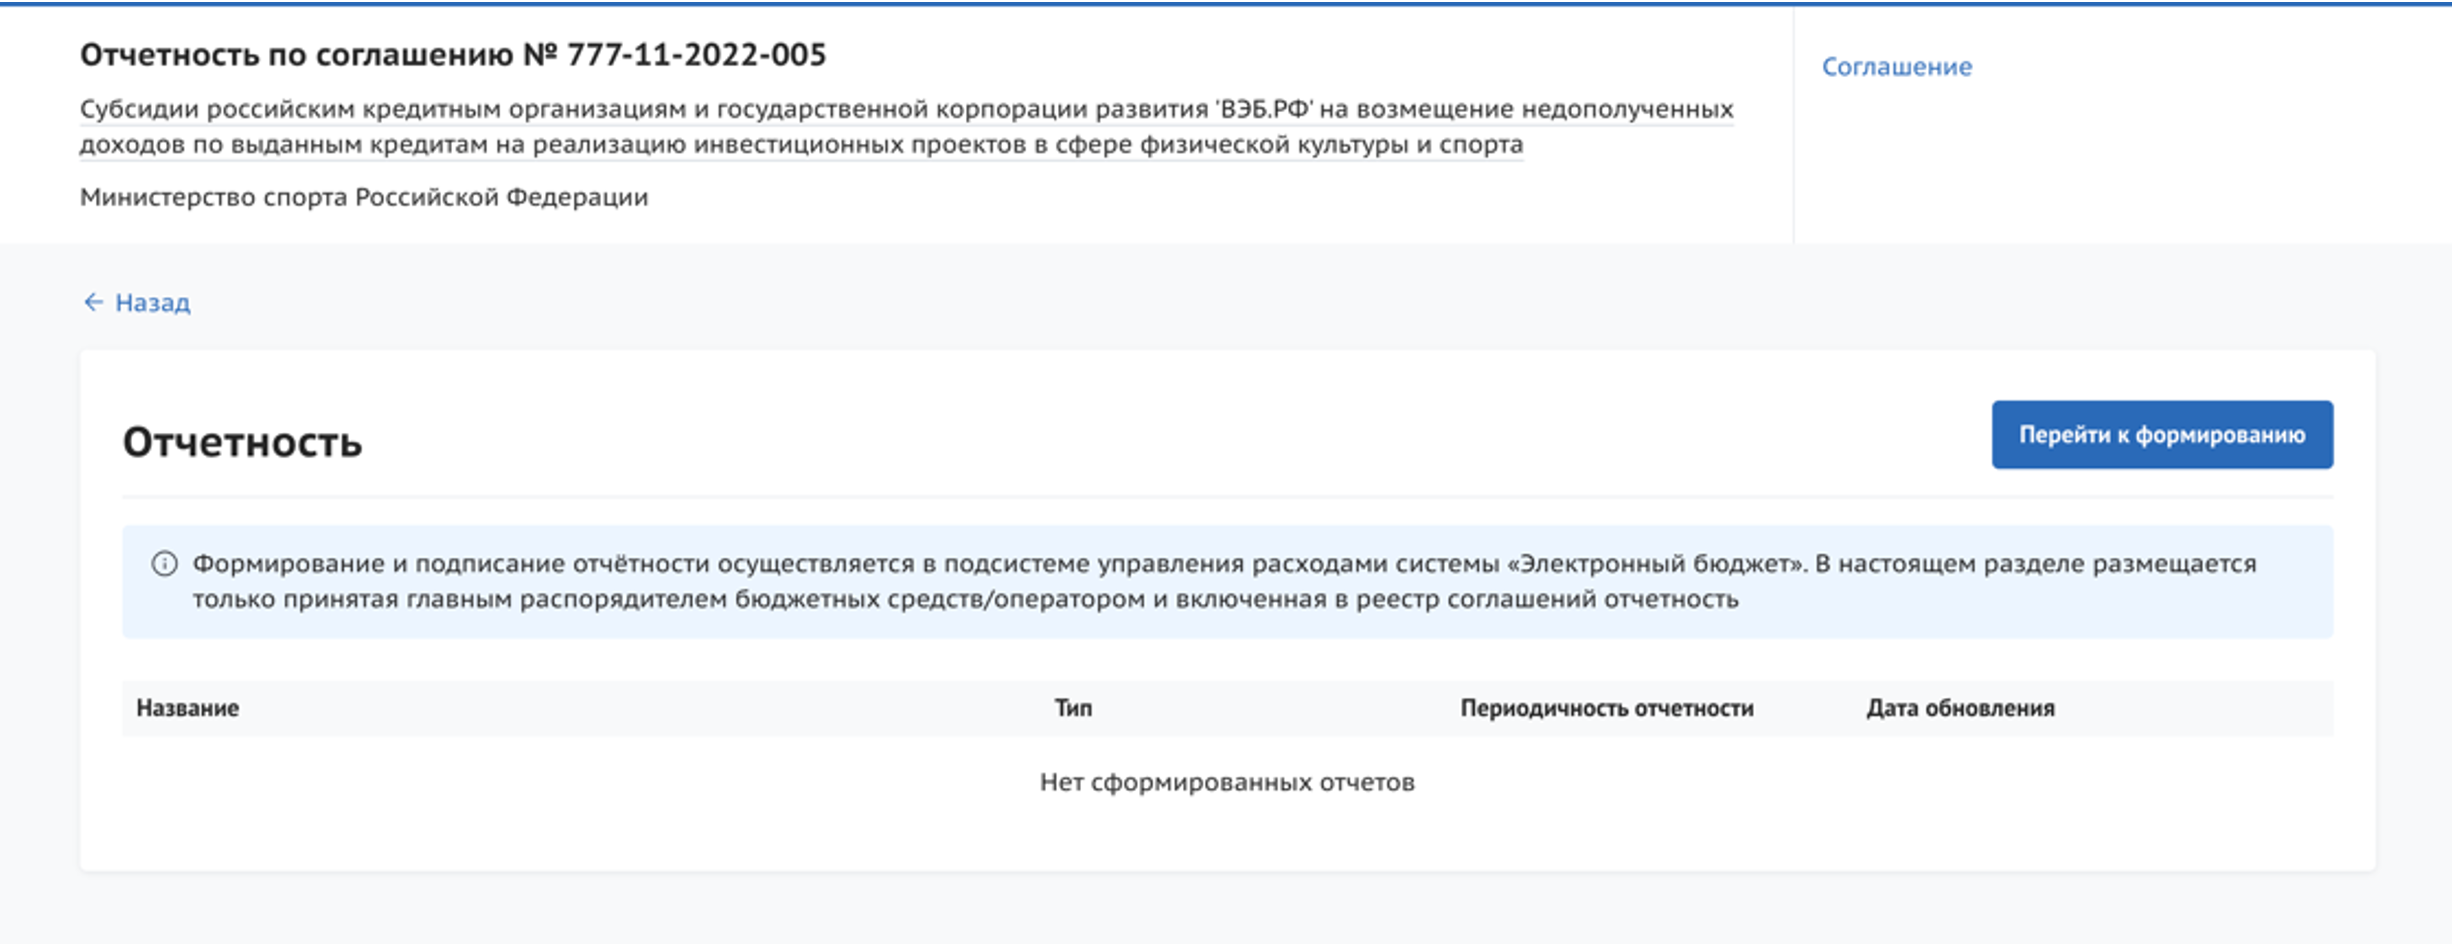 Отчетность по соглашению № 777-11-2022-005
Соглашение
Субсидии российским кредитным организациям и государственной корпорации развития 'ВЭБ.РФ' на возмещение недополученных
доходов по выданным кредитам на реализацию инвестиционных проектов в сфере физической культуры и спорта
Министерство спорта Российской Федерации
← Назад
Отчетность
Перейти к формированию
Формирование и подписание отчётности осуществляется в подсистеме управления расходами системы «Электронный бюджет». В настоящем разделе размещается
только принятая главным распорядителем бюджетных средств/оператором и включенная в реестр соглашений отчетность
Название Тип Периодичность отчетности Дата обновления
Нет сформированных отчетов